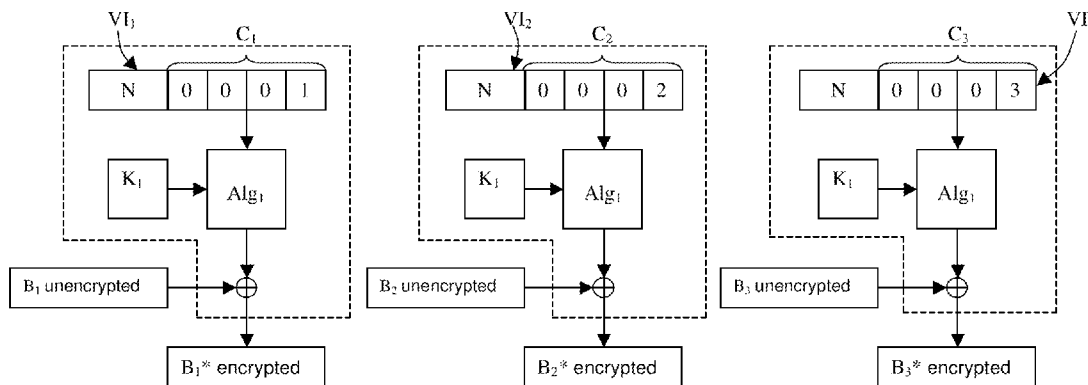 VI₁ C₁ VI₂ C₂ C₃ VI
N 0 0 0 1 N 0 0 0 2 N 0 0 0 3
K₁ Alg₁ K₁ Alg₁ K₁ Alg₁
B₁ unencrypted B₂ unencrypted B₃ unencrypted
B₁* encrypted B₂* encrypted B₃* encrypted